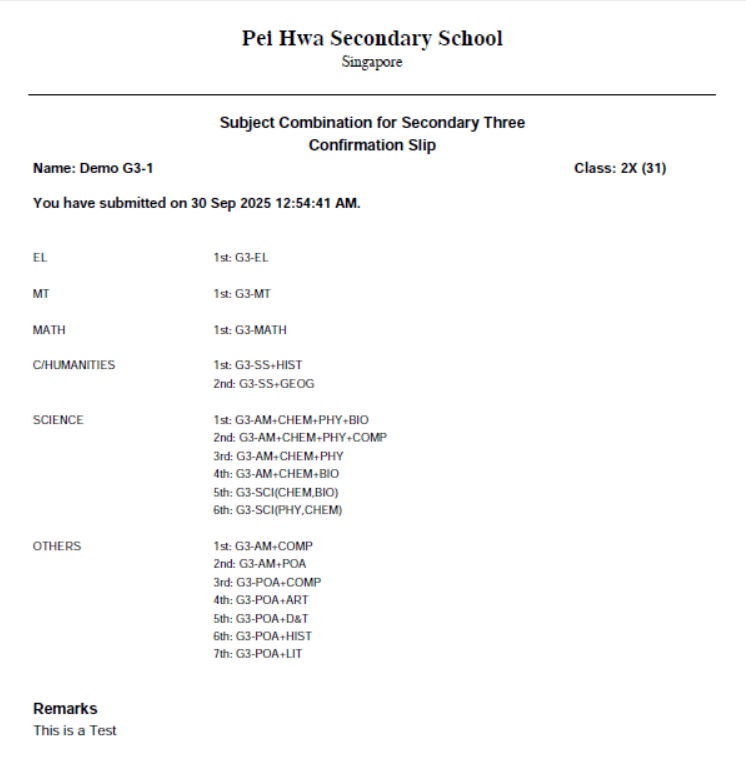 Pei Hwa Secondary School
Singapore
Subject Combination for Secondary Three
Confirmation Slip
Name: Demo G3-1 Class: 2X (31)
You have submitted on 30 Sep 2025 12:54:41 AM.
EL 1st: G3-EL
MT 1st: G3-MT
MATH 1st: G3-MATH
C/HUMANITIES 1st: G3-SS+HIST
2nd: G3-SS+GEOG
SCIENCE 1st: G3-AM+CHEM+PHY+BIO
2nd: G3-AM+CHEM+PHY+COMP
3rd: G3-AM+CHEM+PHY
4th: G3-AM+CHEM+BIO
5th: G3-SCI(CHEM,BIO)
6th: G3-SCI(PHY,CHEM)
OTHERS 1st: G3-AM+COMP
2nd: G3-AM+POA
3rd: G3-POA+COMP
4th: G3-POA+ART
5th: G3-POA+D&T
6th: G3-POA+HIST
7th: G3-POA+LIT
Remarks
This is a Test